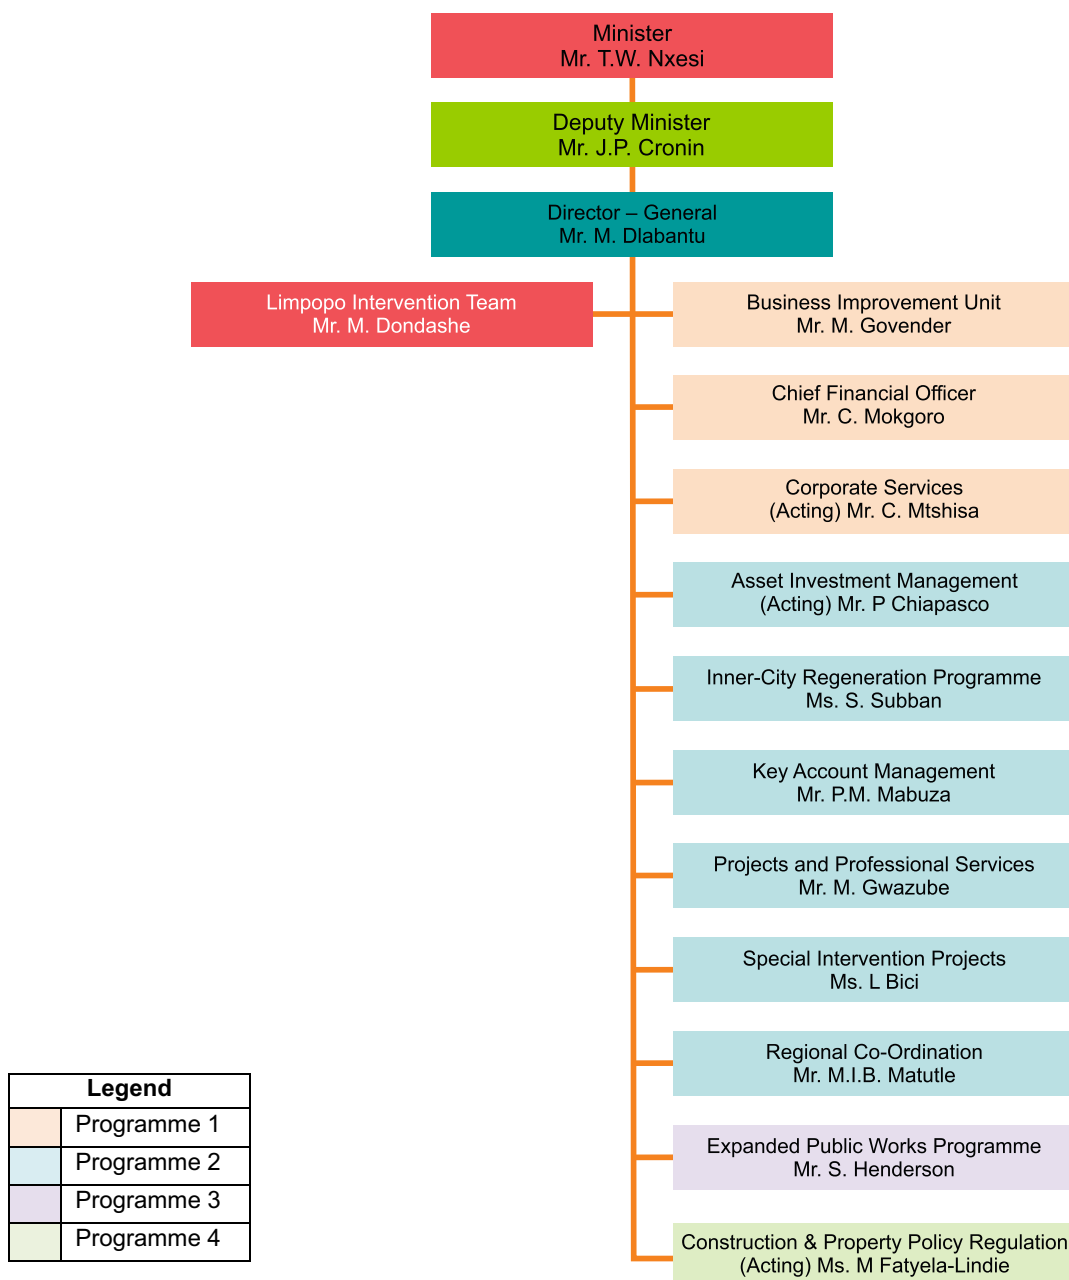 Minister
Mr. T.W. Nxesi
Deputy Minister
Mr. J.P. Cronin
Director – General
Mr. M. Dlabantu
Limpopo Intervention Team
Mr. M. Dondashe
Business Improvement Unit
Mr. M. Govender
Chief Financial Officer
Mr. C. Mokgoro
Corporate Services
(Acting) Mr. C. Mtshisa
Asset Investment Management
(Acting) Mr. P Chiapasco
Inner-City Regeneration Programme
Ms. S. Subban
Key Account Management
Mr. P.M. Mabuza
Projects and Professional Services
Mr. M. Gwazube
Special Intervention Projects
Ms. L Bici
Regional Co-Ordination
Mr. M.I.B. Matutle
Expanded Public Works Programme
Mr. S. Henderson
Construction & Property Policy Regulation
(Acting) Ms. M Fatyela-Lindie
Legend
Programme 1
Programme 2
Programme 3
Programme 4